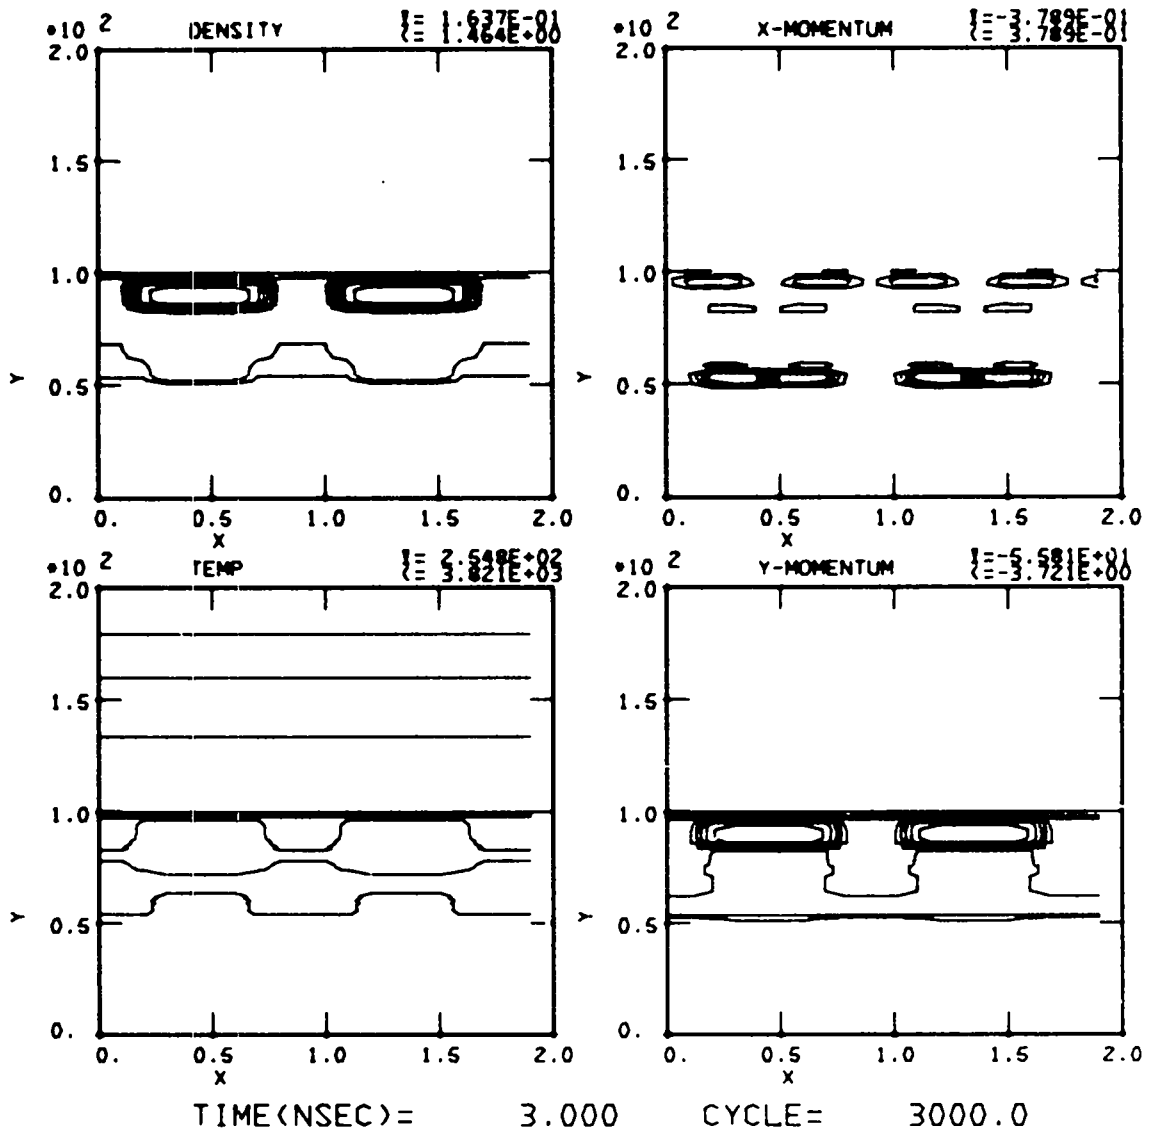 *10 2 DENSITY = 1.637E-01
= 1.464E+00
2.0
1.5
1.0
0.5
0.
Y
0. 0.5 1.0 1.5 2.0
X
*10 2 X-MOMENTUM =-3.789E-01
= 3.789E-01
2.0
1.5
1.0
0.5
0.
Y
0. 0.5 1.0 1.5 2.0
X
*10 2 TEMP = 2.548E+02
= 3.821E+03
2.0
1.5
1.0
0.5
0.
Y
0. 0.5 1.0 1.5 2.0
X
*10 2 Y-MOMENTUM =-5.581E+01
=-3.721E+00
2.0
1.5
1.0
0.5
0.
Y
0. 0.5 1.0 1.5 2.0
X
TIME(NSEC)= 3.000 CYCLE= 3000.0